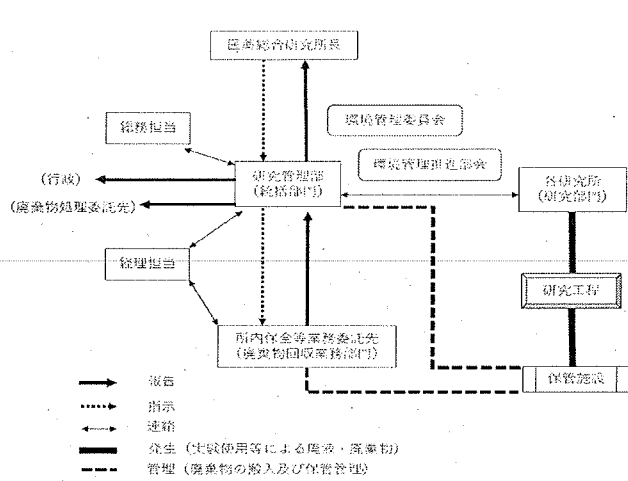 医薬総合研究所長
環境管理委員会
総務担当
環境管理推進部会
研究管理部
(統括部門)
各研究所
(研究部門)
(行政)
(廃棄物処理委託先)
経理担当
研究工程
所内保全等業務委託先
(廃棄物回収業務部門)
保管施設
報告
指示
連絡
発生 (実験使用等による廃液・廃棄物)
管理 (廃棄物の搬入及び保管管理)